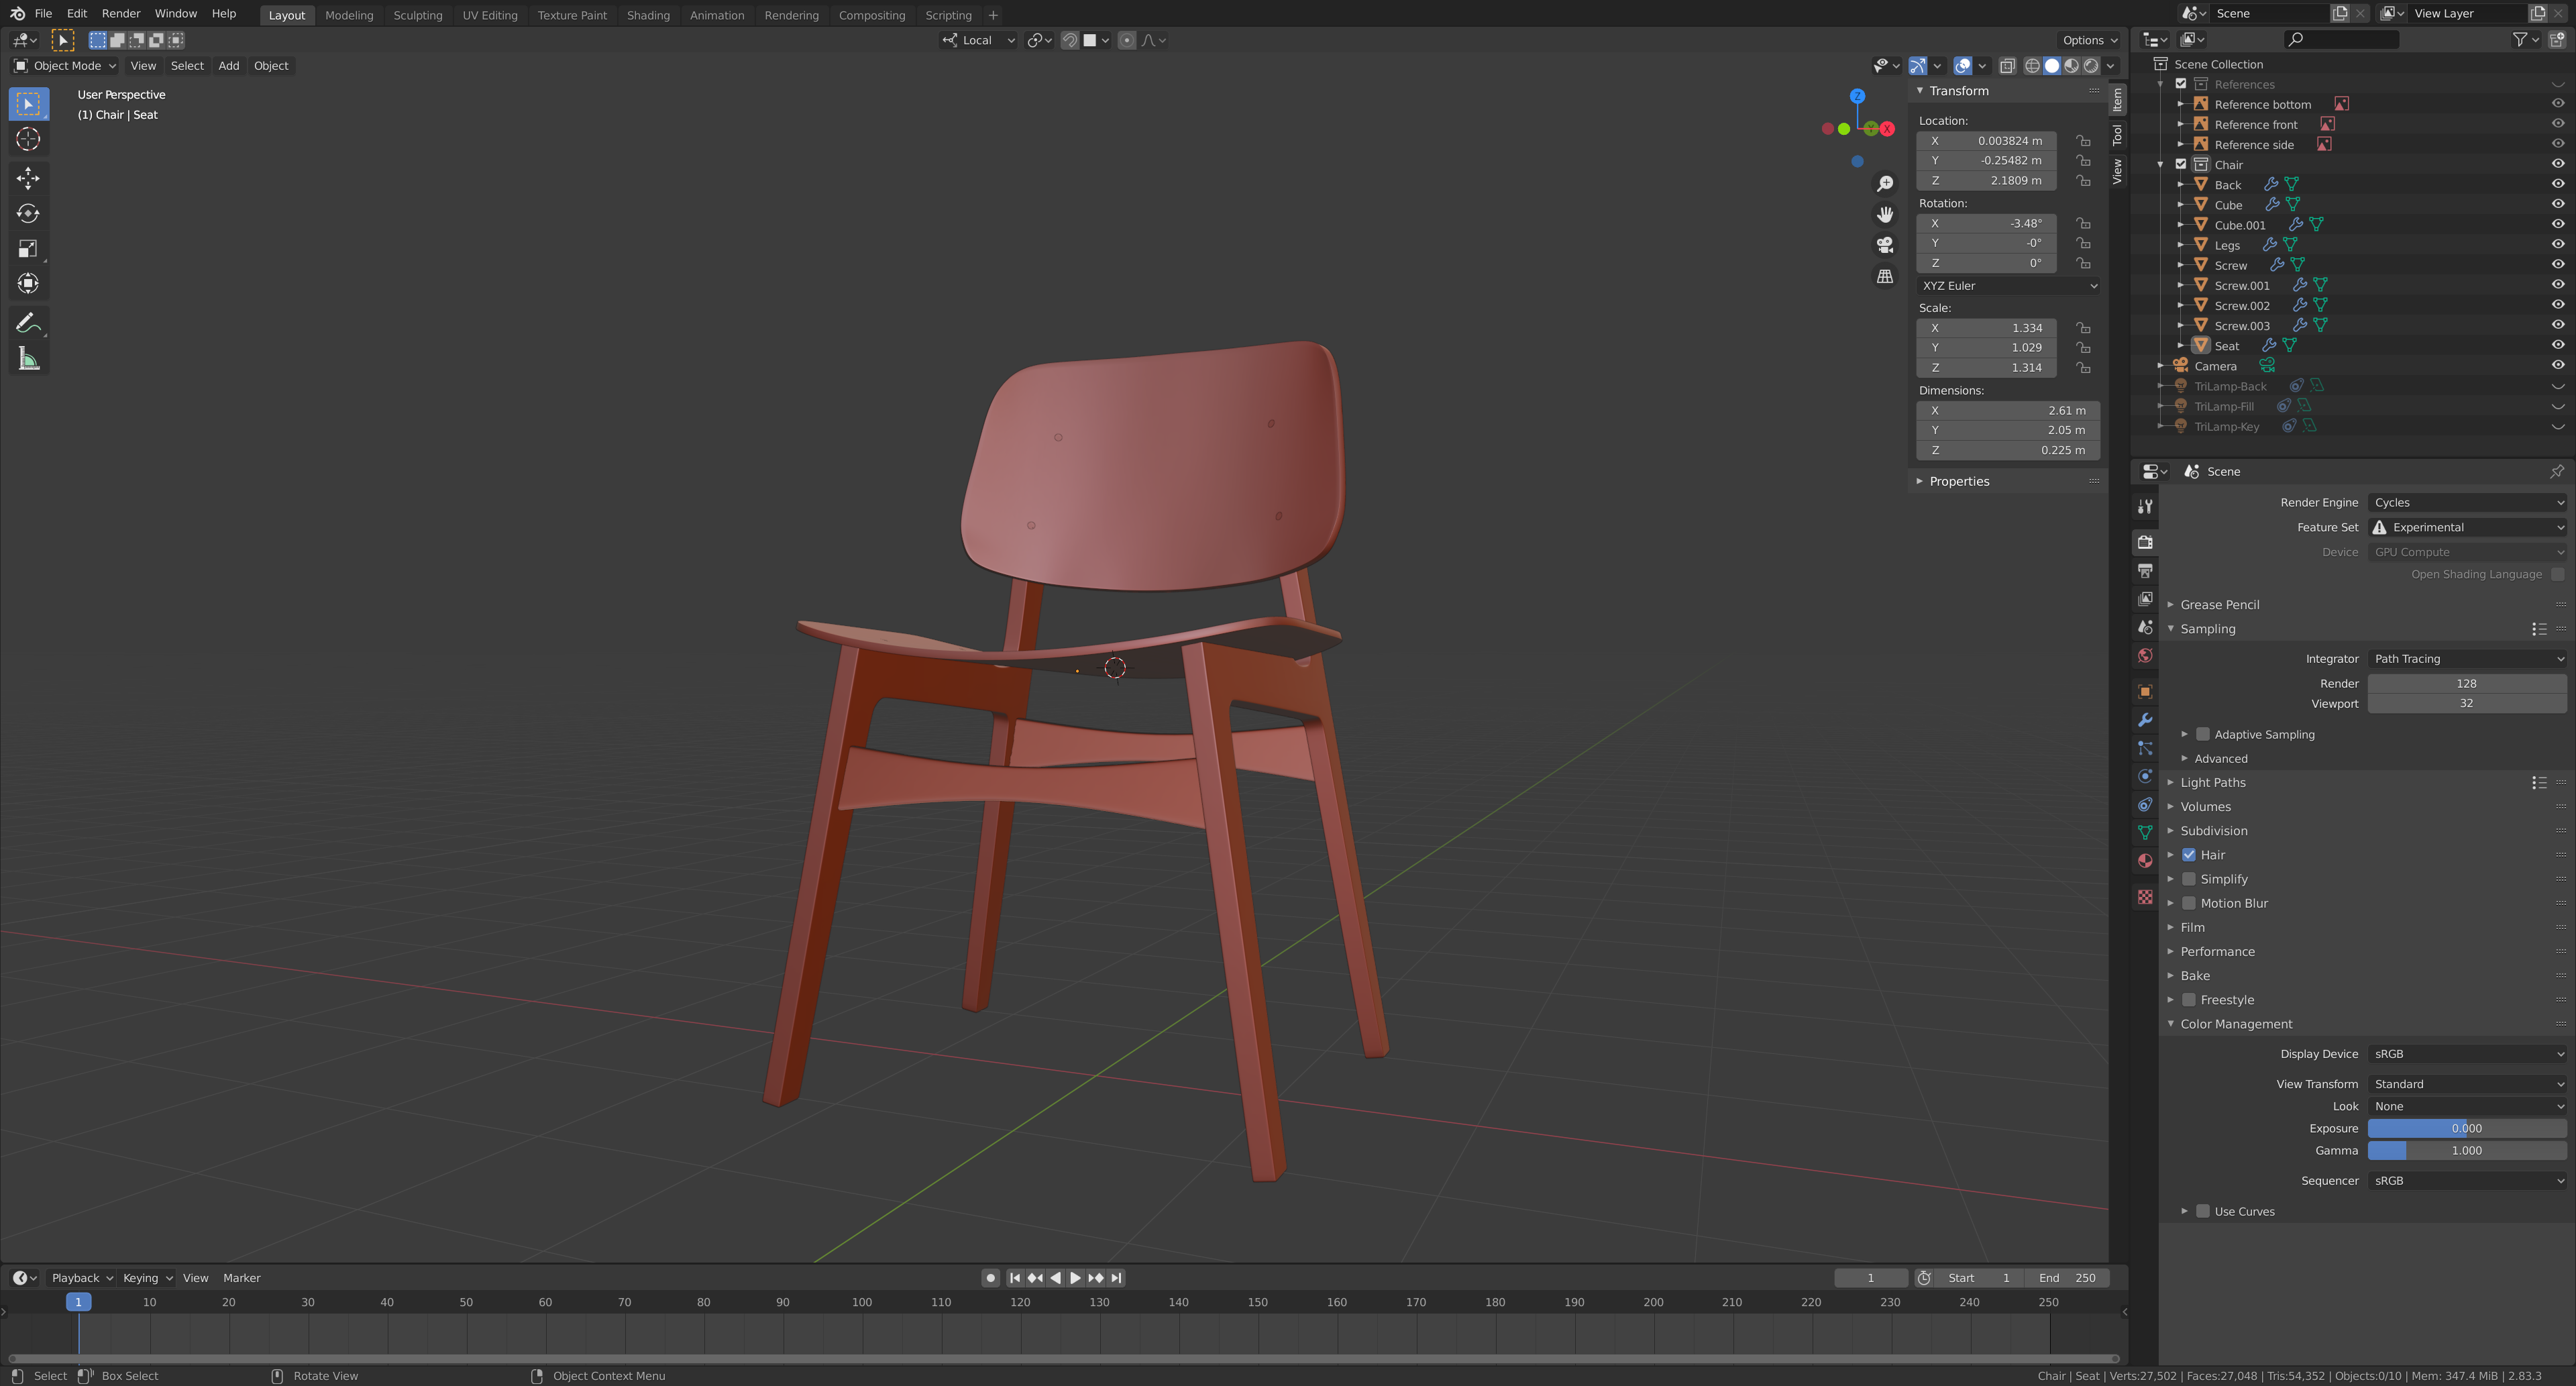 File Edit Render Window Help Layout Modeling Sculpting UV Editing Texture Paint Shading Animation Rendering Compositing Scripting + Scene View Layer
Local Options
Object Mode View Select Add Object
User Perspective
(1) Chair | Seat
Z
Y
X
Item
Tool
View
Transform
Location:
X 0.003824 m
Y -0.25482 m
Z 2.1809 m
Rotation:
X -3.48°
Y -0°
Z 0°
XYZ Euler
Scale:
X 1.334
Y 1.029
Z 1.314
Dimensions:
X 2.61 m
Y 2.05 m
Z 0.225 m
Properties
Scene Collection
References
Reference bottom
Reference front
Reference side
Chair
Back
Cube
Cube.001
Legs
Screw
Screw.001
Screw.002
Screw.003
Seat
Camera
TriLamp-Back
TriLamp-Fill
TriLamp-Key
Scene
Render Engine Cycles
Feature Set Experimental
Device GPU Compute
Open Shading Language
Grease Pencil
Sampling
Integrator Path Tracing
Render 128
Viewport 32
Adaptive Sampling
Advanced
Light Paths
Volumes
Subdivision
Hair
Simplify
Motion Blur
Film
Performance
Bake
Freestyle
Color Management
Display Device sRGB
View Transform Standard
Look None
Exposure 0.000
Gamma 1.000
Sequencer sRGB
Use Curves
Playback Keying View Marker 1 Start 1 End 250
1 10 20 30 40 50 60 70 80 90 100 110 120 130 140 150 160 170 180 190 200 210 220 230 240 250
Select Box Select Rotate View Object Context Menu Chair | Seat | Verts:27,502 | Faces:27,048 | Tris:54,352 | Objects:0/10 | Mem: 347.4 MiB | 2.83.3